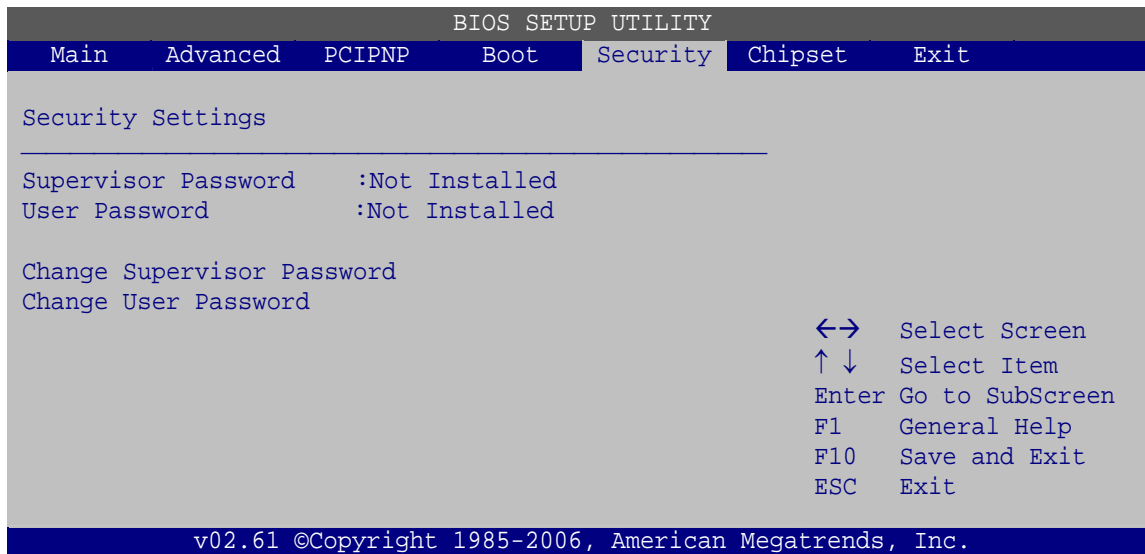 BIOS SETUP UTILITY
Main Advanced PCIPNP Boot Security Chipset Exit
Security Settings
Supervisor Password :Not Installed
User Password :Not Installed
Change Supervisor Password
Change User Password
←→ Select Screen
↑ ↓ Select Item
Enter Go to SubScreen
F1 General Help
F10 Save and Exit
ESC Exit
v02.61 ©Copyright 1985-2006, American Megatrends, Inc.